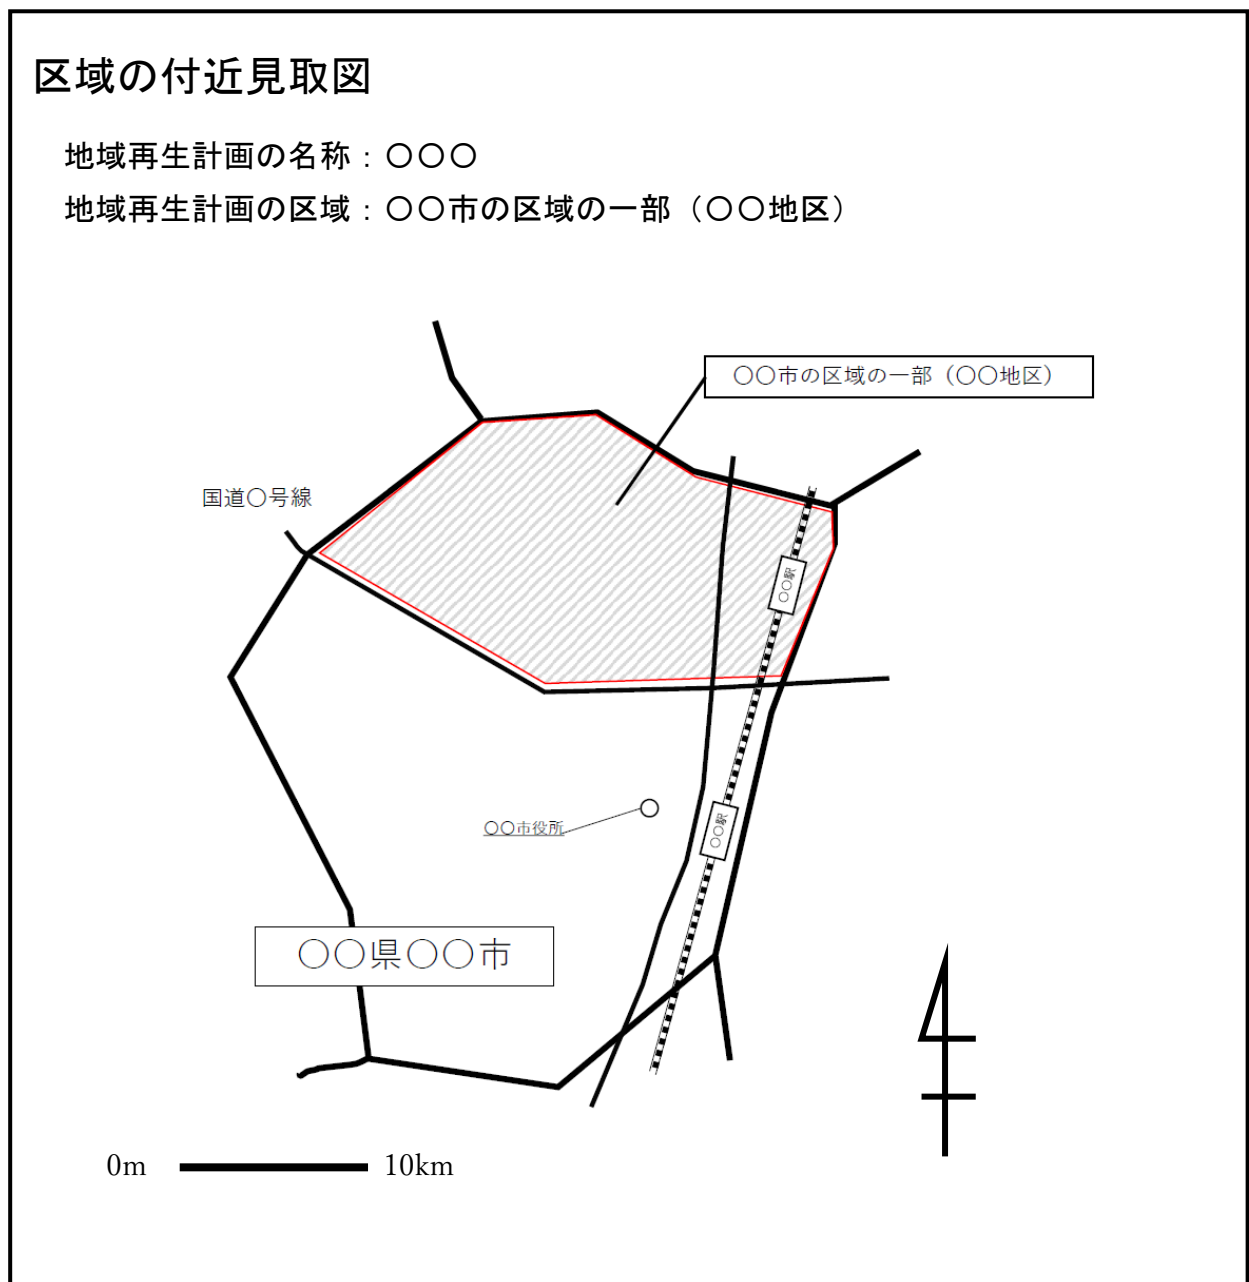 区域の付近見取図
地域再生計画の名称：〇〇〇
地域再生計画の区域：〇〇市の区域の一部（〇〇地区）
〇〇市の区域の一部（〇〇地区）
国道〇号線
〇〇駅
〇〇市役所
〇〇駅
〇〇県〇〇市
0m
10km